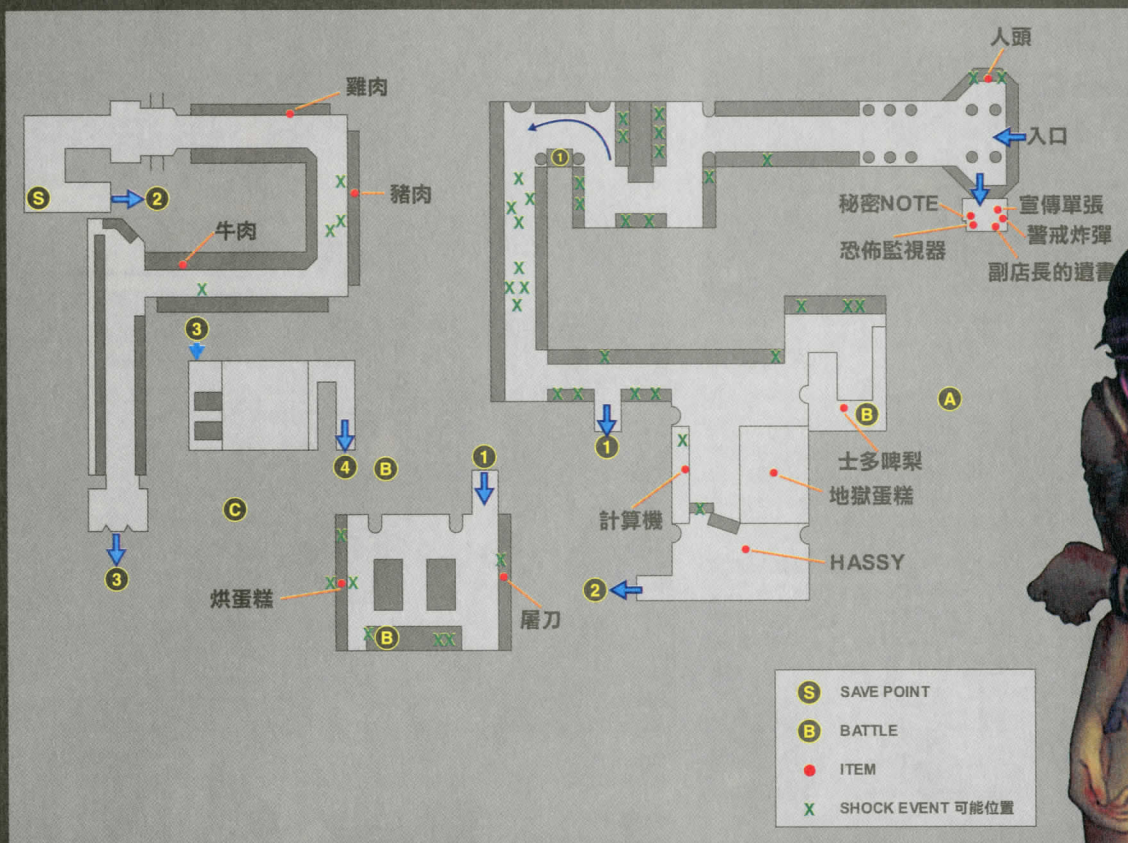 人頭
雞肉
入口
豬肉
S
2
1
秘密NOTE
宣傳單張
警戒炸彈
牛肉
恐佈監視器
副店長的遺書
3
A
B
1
4
B
1
士多啤梨
地獄蛋糕
C
計算機
HASSY
3
2
烘蛋糕
屠刀
B
S SAVE POINT
B BATTLE
ITEM
X SHOCK EVENT 可能位置